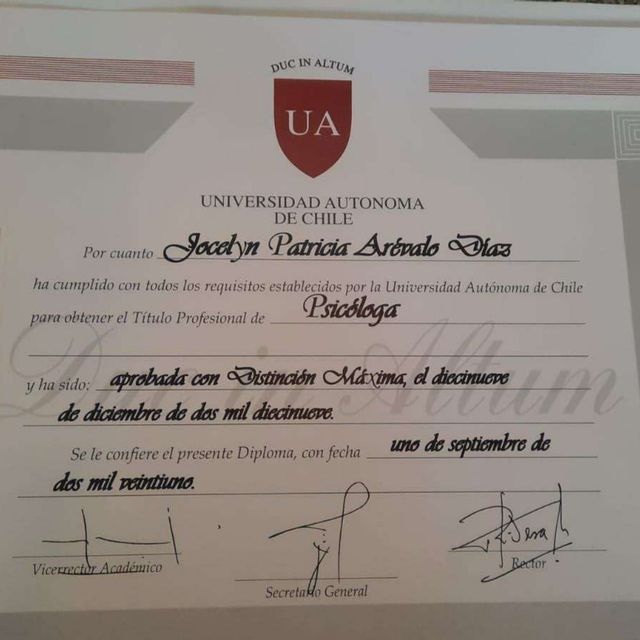 DUC IN ALTUM
UA
UNIVERSIDAD AUTONOMA
DE CHILE
Por cuanto Jocelyn Patricia Arévalo Díaz
ha cumplido con todos los requisitos establecidos por la Universidad Autónoma de Chile
para obtener el Título Profesional de Psicóloga
Duc in Altum
y ha sido: aprobada con Distinción Máxima, el diecinueve
de diciembre de dos mil diecinueve.
Se le confiere el presente Diploma, con fecha uno de septiembre de
dos mil veintiuno.
Vicerrector Académico
Secretario General
Rector